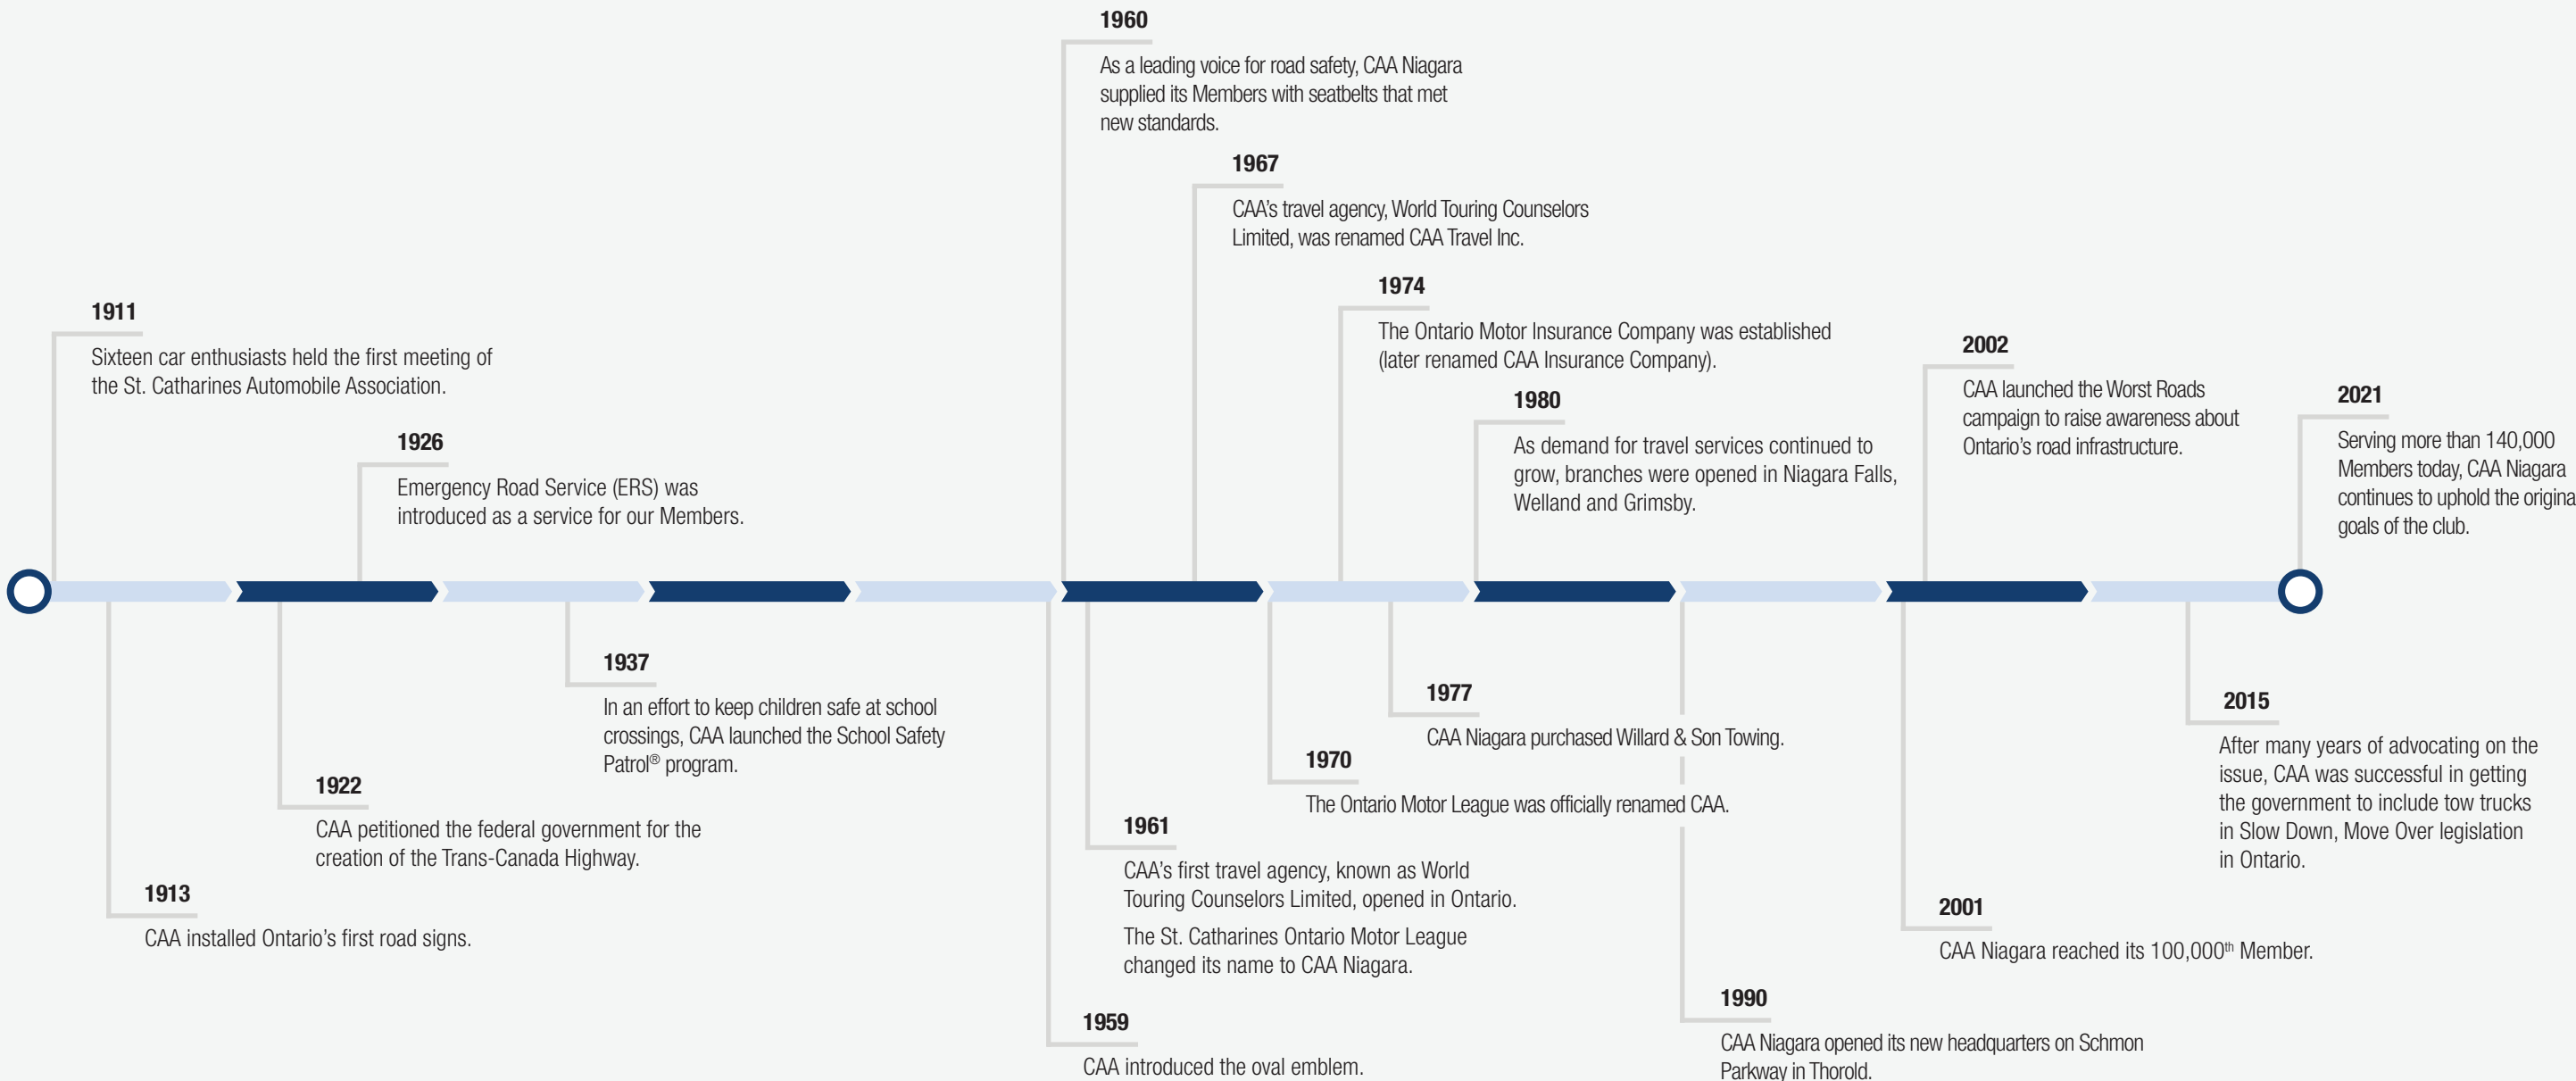 1960
As a leading voice for road safety, CAA Niagara
supplied its Members with seatbelts that met
new standards.
1967
CAA’s travel agency, World Touring Counselors
Limited, was renamed CAA Travel Inc.
1974
The Ontario Motor Insurance Company was established
(later renamed CAA Insurance Company).
1980
As demand for travel services continued to
grow, branches were opened in Niagara Falls,
Welland and Grimsby.
1911
Sixteen car enthusiasts held the first meeting of
the St. Catharines Automobile Association.
1926
Emergency Road Service (ERS) was
introduced as a service for our Members.
2002
CAA launched the Worst Roads
campaign to raise awareness about
Ontario’s road infrastructure.
2021
Serving more than 140,000
Members today, CAA Niagara
continues to uphold the origina
goals of the club.
1937
In an effort to keep children safe at school
crossings, CAA launched the School Safety
Patrol® program.
1922
CAA petitioned the federal government for the
creation of the Trans-Canada Highway.
1913
CAA installed Ontario’s first road signs.
1977
CAA Niagara purchased Willard & Son Towing.
1970
The Ontario Motor League was officially renamed CAA.
1961
CAA’s first travel agency, known as World
Touring Counselors Limited, opened in Ontario.
The St. Catharines Ontario Motor League
changed its name to CAA Niagara.
1959
CAA introduced the oval emblem.
2015
After many years of advocating on the
issue, CAA was successful in getting
the government to include tow trucks
in Slow Down, Move Over legislation
in Ontario.
2001
CAA Niagara reached its 100,000th Member.
1990
CAA Niagara opened its new headquarters on Schmon
Parkway in Thorold.